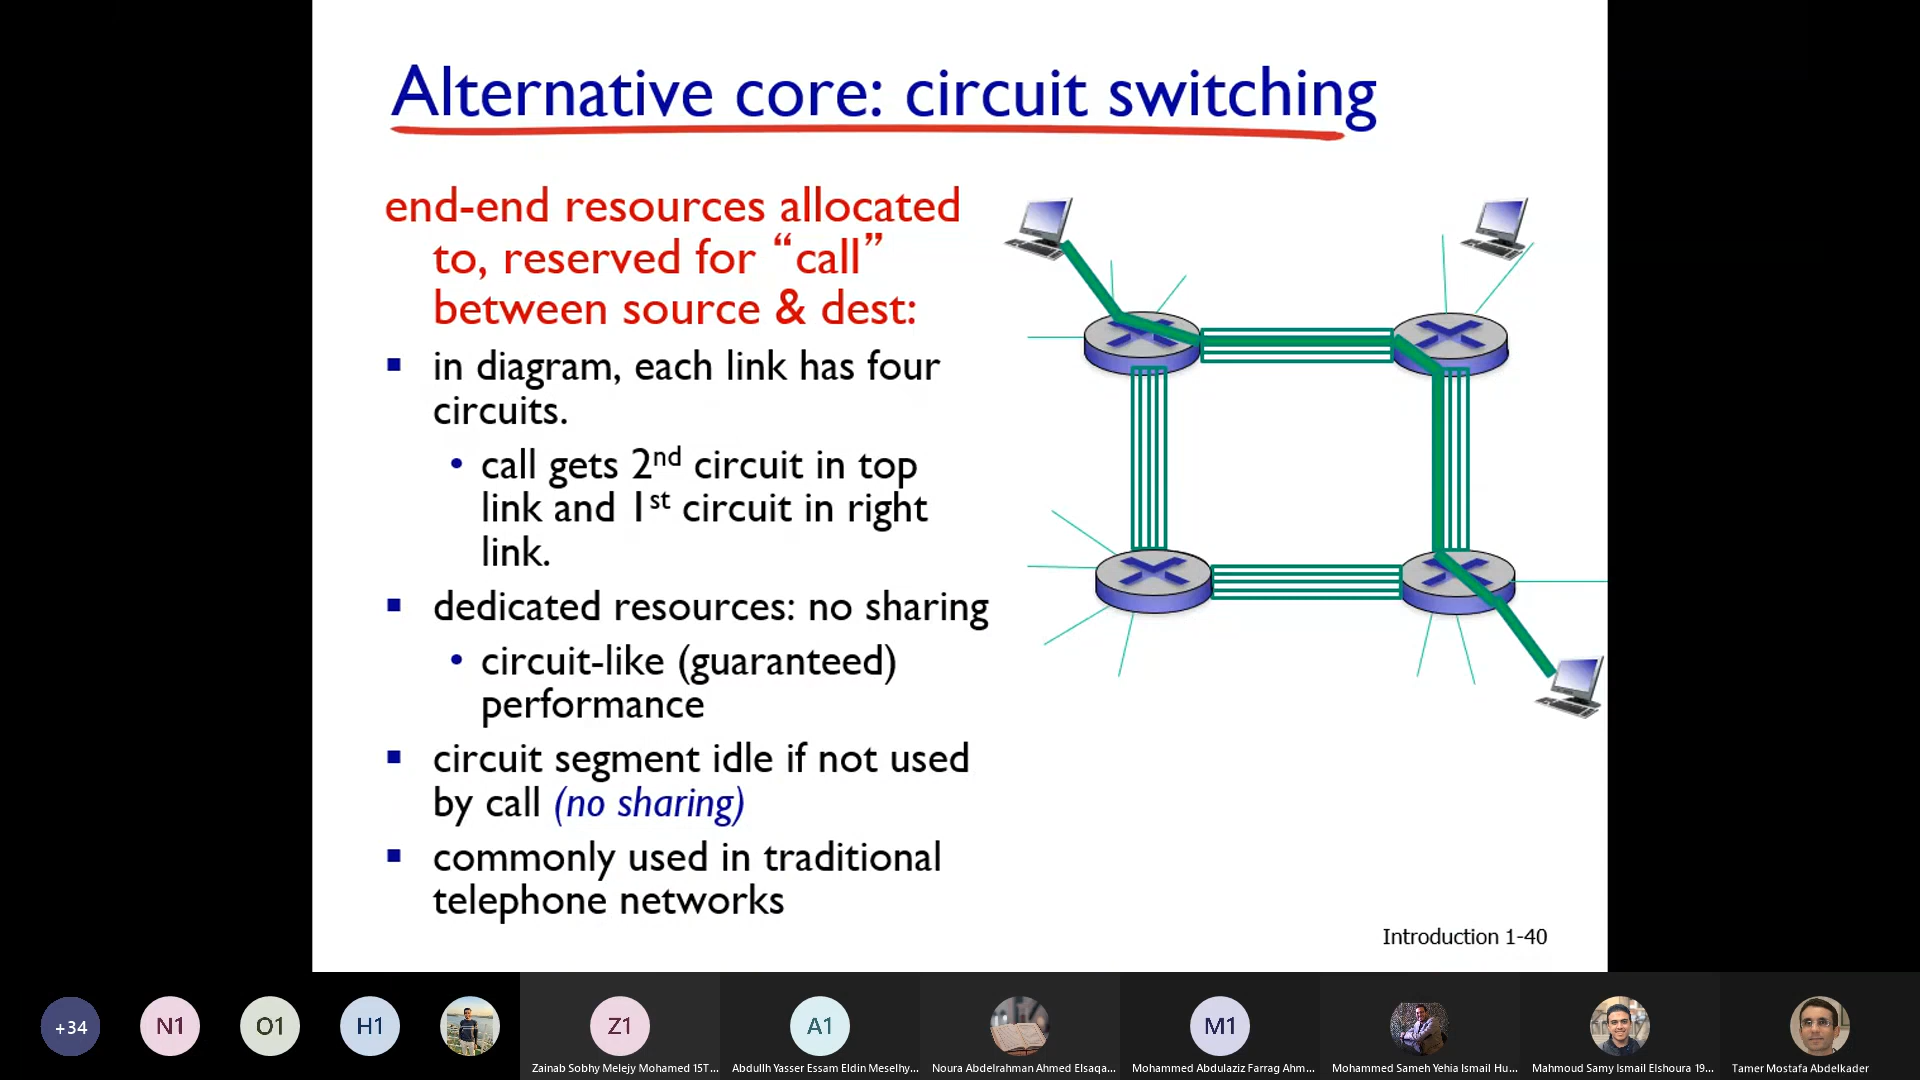 Alternative core: circuit switching
end-end resources allocated
to, reserved for “call”
between source & dest:
▪ in diagram, each link has four
circuits.
• call gets 2nd circuit in top
link and 1st circuit in right
link.
▪ dedicated resources: no sharing
• circuit-like (guaranteed)
performance
▪ circuit segment idle if not used
by call (no sharing)
▪ commonly used in traditional
telephone networks
Introduction 1-40
+34
N1
O1
H1
Z1
A1
M1
Zainab Sobhy Melejy Mohamed 15T...
Abdullh Yasser Essam Eldin Meselhy...
Noura Abdelrahman Ahmed Elsaqa...
Mohammed Abdulaziz Farrag Ahm...
Mohammed Sameh Yehia Ismail Hu...
Mahmoud Samy Ismail Elshoura 19...
Tamer Mostafa Abdelkader